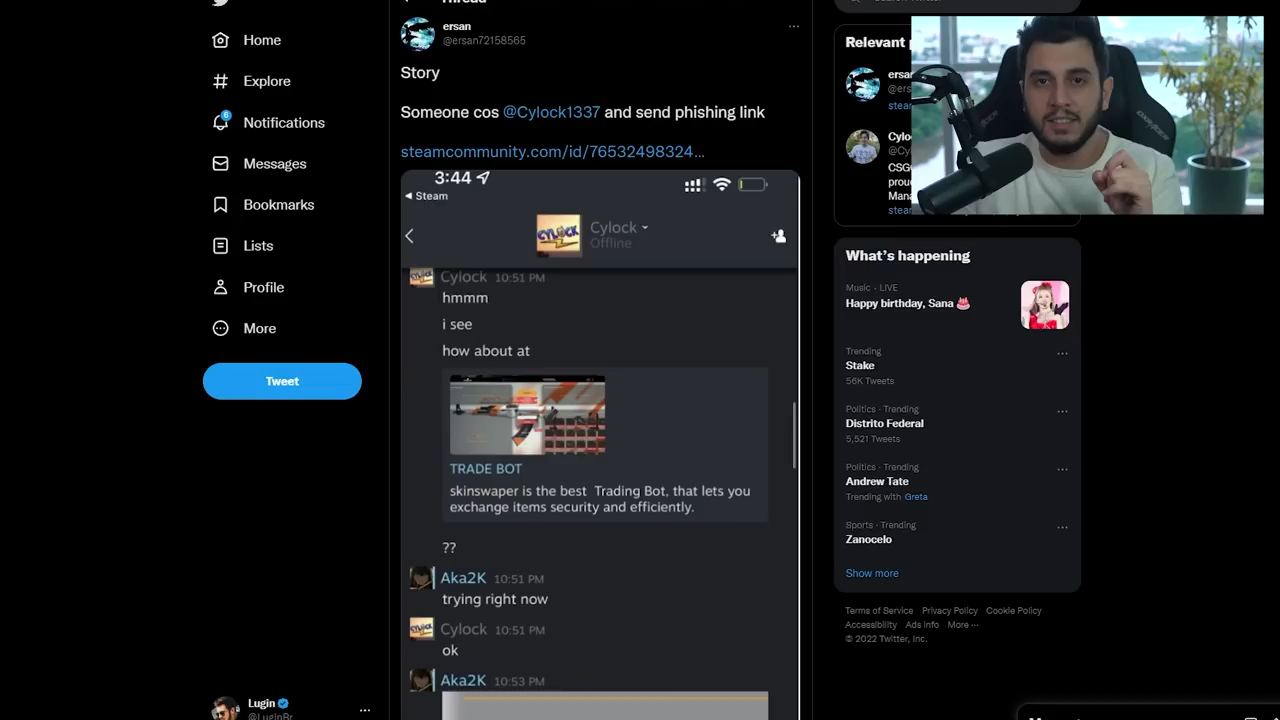 Home
Explore
6
Notifications
Messages
Bookmarks
Lists
Profile
More
Tweet
Lugin
@LuginBr
Thread
ersan
@ersan72158565
Story
Someone cos @Cylock1337 and send phishing link
steamcommunity.com/id/76532498324…
3:44
Steam
Cylock
Offline
Cylock 10:51 PM
hmmm
i see
how about at
TRADE BOT
skinswaper is the best Trading Bot, that lets you
exchange items security and efficiently.
??
Aka2K 10:51 PM
trying right now
Cylock 10:51 PM
ok
Aka2K 10:53 PM
Relevant
What's happening
Music · LIVE
Happy birthday, Sana 🎂
Trending
Stake
56K Tweets
Politics · Trending
Distrito Federal
5,521 Tweets
Politics · Trending
Andrew Tate
Trending with Greta
Sports · Trending
Zanocelo
Show more
Terms of Service Privacy Policy Cookie Policy
Accessibility Ads info More ···
© 2022 Twitter, Inc.